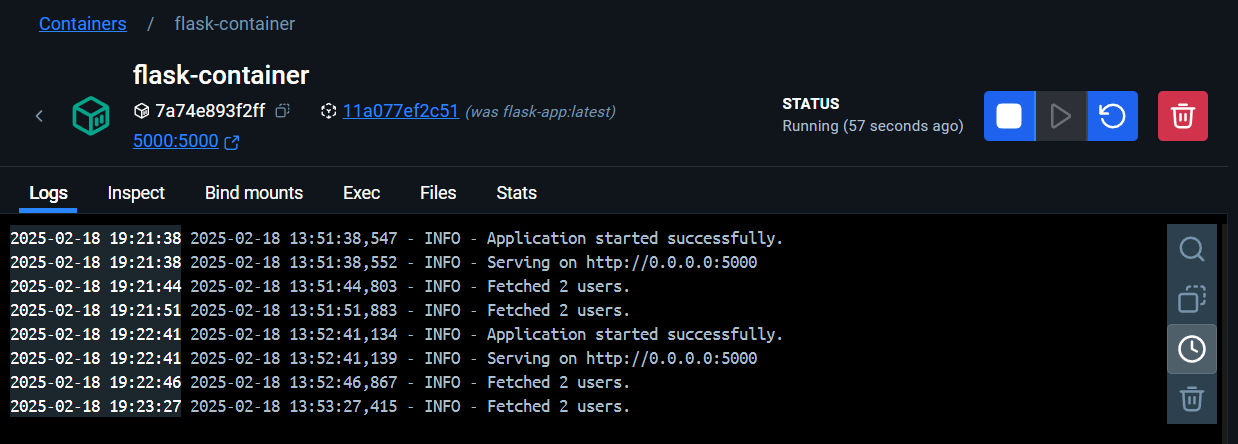 Containers / flask-container
flask-container
7a74e893f2ff 11a077ef2c51 (was flask-app:latest)
5000:5000
STATUS
Running (57 seconds ago)
Logs Inspect Bind mounts Exec Files Stats
2025-02-18 19:21:38 2025-02-18 13:51:38,547 - INFO - Application started successfully.
2025-02-18 19:21:38 2025-02-18 13:51:38,552 - INFO - Serving on http://0.0.0.0:5000
2025-02-18 19:21:44 2025-02-18 13:51:44,803 - INFO - Fetched 2 users.
2025-02-18 19:21:51 2025-02-18 13:51:51,883 - INFO - Fetched 2 users.
2025-02-18 19:22:41 2025-02-18 13:52:41,134 - INFO - Application started successfully.
2025-02-18 19:22:41 2025-02-18 13:52:41,139 - INFO - Serving on http://0.0.0.0:5000
2025-02-18 19:22:46 2025-02-18 13:52:46,867 - INFO - Fetched 2 users.
2025-02-18 19:23:27 2025-02-18 13:53:27,415 - INFO - Fetched 2 users.